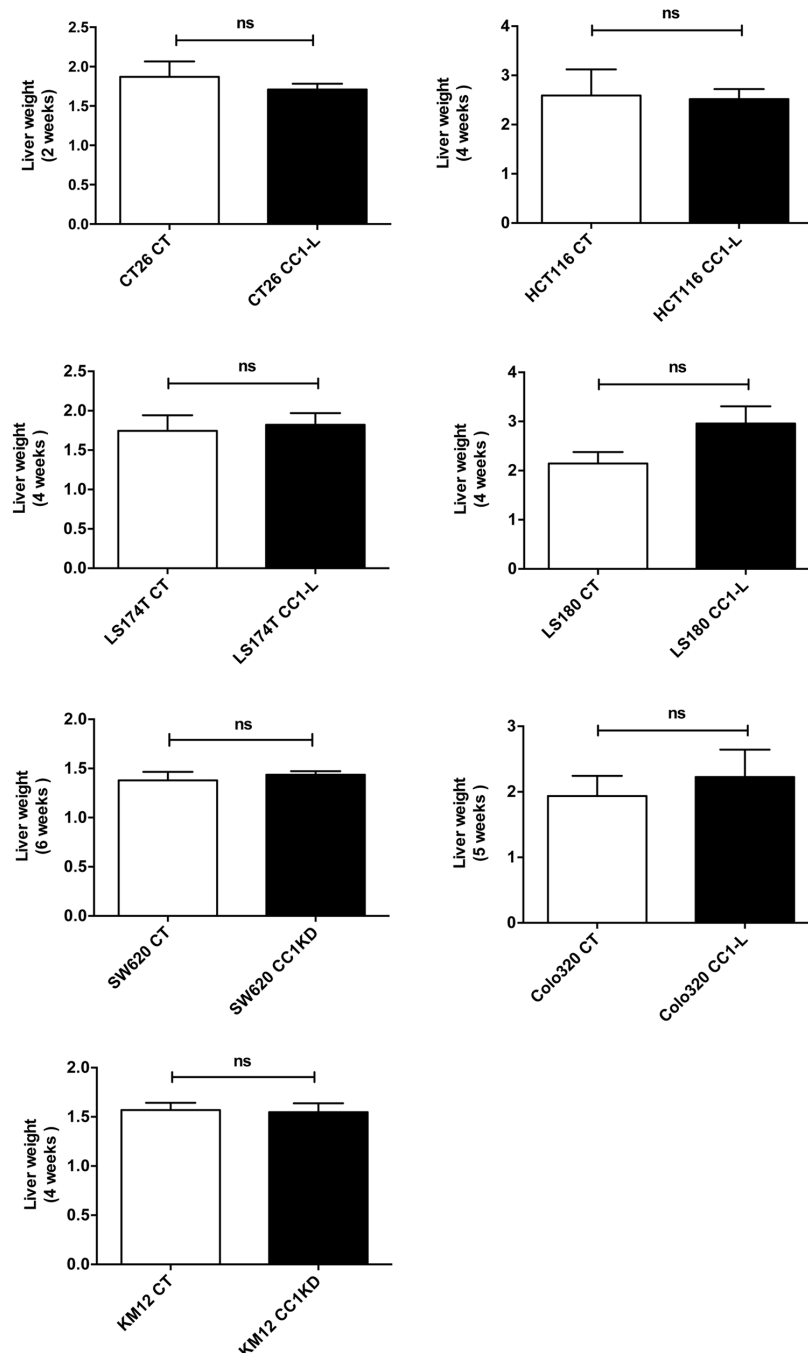 ns
Liver weight
(2 weeks)
2.5
2.0
1.5
1.0
0.5
0.0
CT26 CT
CT26 CC1-L
ns
Liver weight
(4 weeks)
4
3
2
1
0
HCT116 CT
HCT116 CC1-L
ns
Liver weight
(4 weeks )
2.5
2.0
1.5
1.0
0.5
0.0
LS174T CT
LS174T CC1-L
ns
Liver weight
(4 weeks )
4
3
2
1
0
LS180 CT
LS180 CC1-L
ns
Liver weight
(6 weeks )
2.0
1.5
1.0
0.5
0.0
SW620 CT
SW620 CC1KD
ns
Liver weight
(5 weeks )
3
2
1
0
Colo320 CT
Colo320 CC1-L
ns
Liver weight
(4 weeks )
2.0
1.5
1.0
0.5
0.0
KM12 CT
KM12 CC1KD